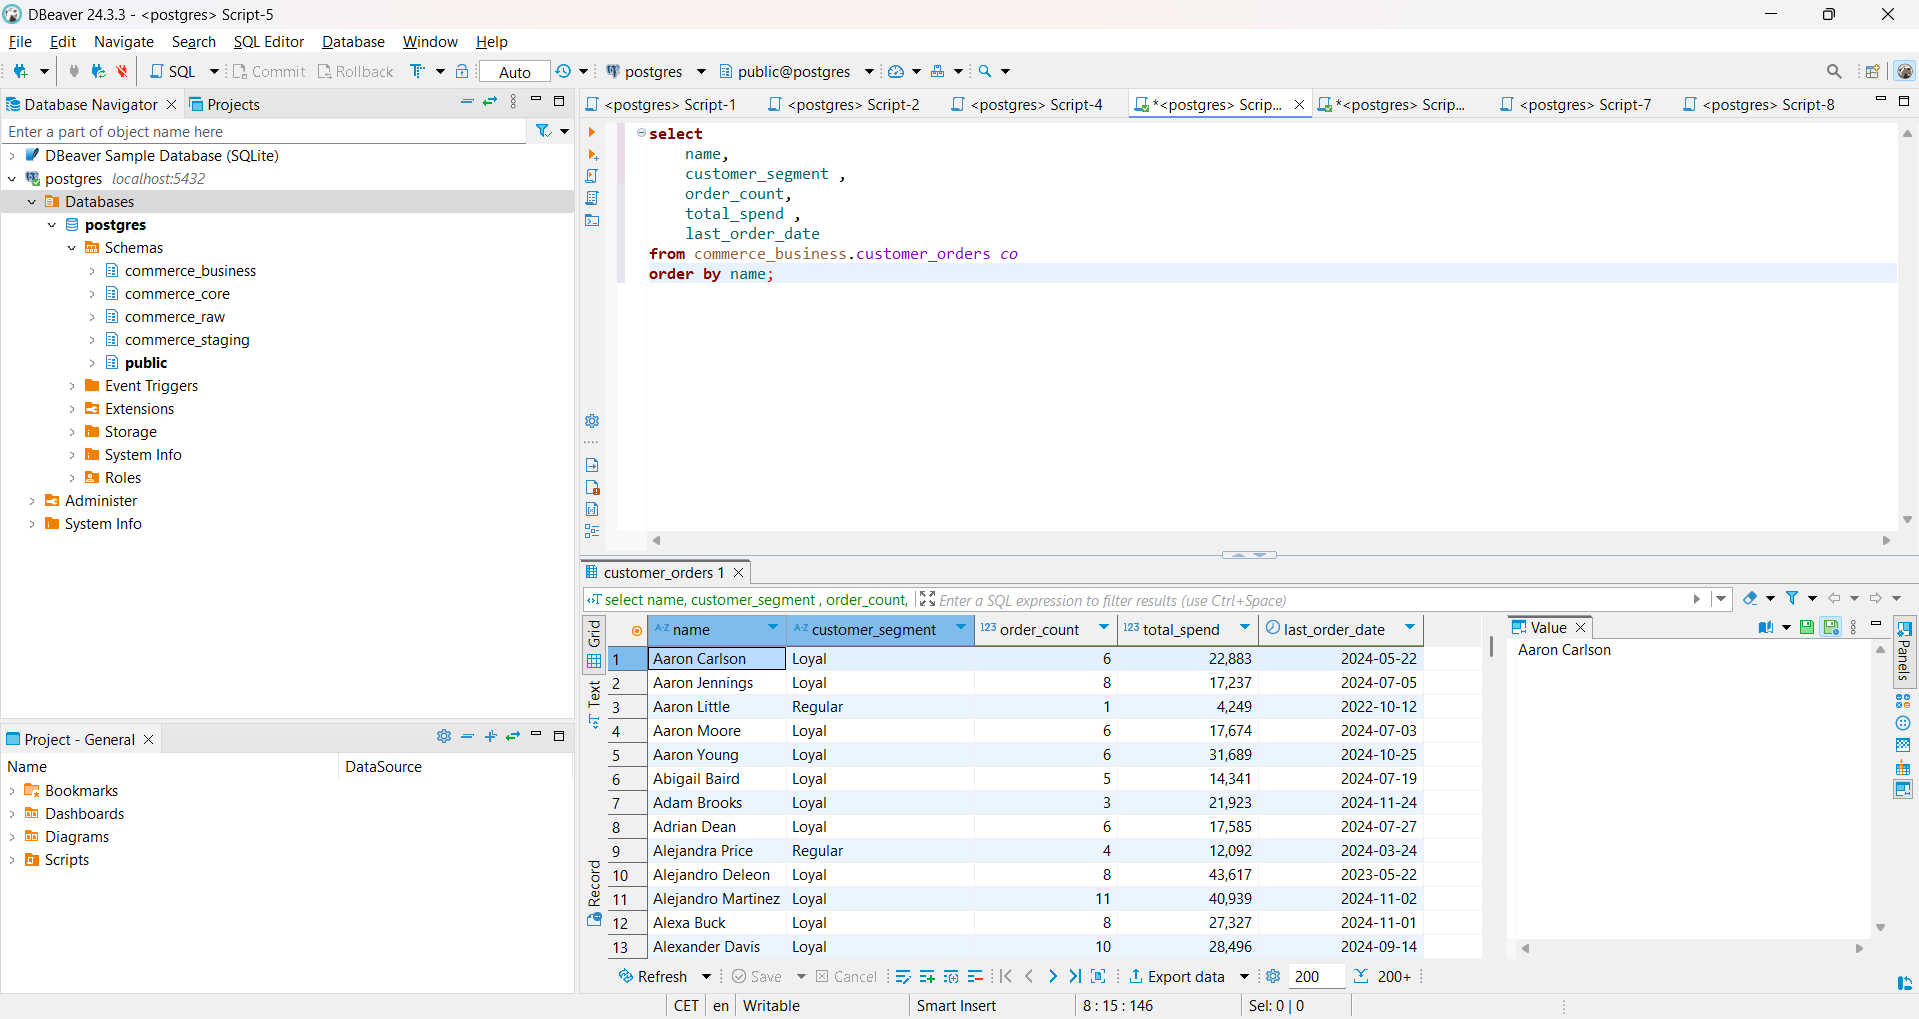 DBeaver 24.3.3 - <postgres> Script-5
File Edit Navigate Search SQL Editor Database Window Help
SQL Commit Rollback Auto postgres public@postgres
Database Navigator Projects
Enter a part of object name here
DBeaver Sample Database (SQLite)
postgres localhost:5432
Databases
postgres
Schemas
commerce_business
commerce_core
commerce_raw
commerce_staging
public
Event Triggers
Extensions
Storage
System Info
Roles
Administer
System Info
Project - General
Name DataSource
Bookmarks
Dashboards
Diagrams
Scripts
<postgres> Script-1 <postgres> Script-2 <postgres> Script-4 *<postgres> Scrip... *<postgres> Scrip... <postgres> Script-7 <postgres> Script-8
select
name,
customer_segment ,
order_count,
total_spend ,
last_order_date
from commerce_business.customer_orders co
order by name;
customer_orders 1
select name, customer_segment , order_count, Enter a SQL expression to filter results (use Ctrl+Space)
Grid
Text
Record
A-Z name A-Z customer_segment 123 order_count 123 total_spend last_order_date
1 Aaron Carlson Loyal 6 22,883 2024-05-22
2 Aaron Jennings Loyal 8 17,237 2024-07-05
3 Aaron Little Regular 1 4,249 2022-10-12
4 Aaron Moore Loyal 6 17,674 2024-07-03
5 Aaron Young Loyal 6 31,689 2024-10-25
6 Abigail Baird Loyal 5 14,341 2024-07-19
7 Adam Brooks Loyal 3 21,923 2024-11-24
8 Adrian Dean Loyal 6 17,585 2024-07-27
9 Alejandra Price Regular 4 12,092 2024-03-24
10 Alejandro Deleon Loyal 8 43,617 2023-05-22
11 Alejandro Martinez Loyal 11 40,939 2024-11-02
12 Alexa Buck Loyal 8 27,327 2024-11-01
13 Alexander Davis Loyal 10 28,496 2024-09-14
Value
Aaron Carlson
Panels
Refresh Save Cancel Export data 200 200+
CET en Writable Smart Insert 8 : 15 : 146 Sel: 0 | 0